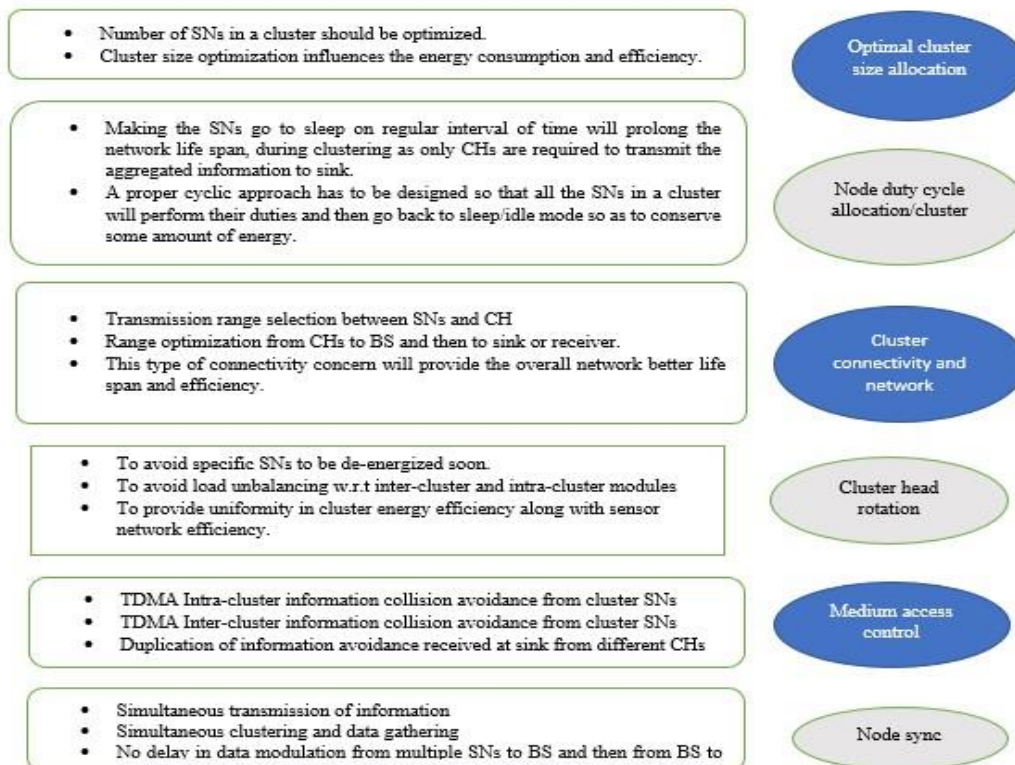 • Number of SNs in a cluster should be optimized.
• Cluster size optimization influences the energy consumption and efficiency.
Optimal cluster
size allocation
• Making the SNs go to sleep on regular interval of time will prolong the
network life span, during clustering as only CHs are required to transmit the
aggregated information to sink.
• A proper cyclic approach has to be designed so that all the SNs in a cluster
will perform their duties and then go back to sleep/idle mode so as to conserve
some amount of energy.
Node duty cycle
allocation/cluster
• Transmission range selection between SNs and CH
• Range optimization from CHs to BS and then to sink or receiver.
• This type of connectivity concern will provide the overall network better life
span and efficiency.
Cluster
connectivity and
network
• To avoid specific SNs to be de-energized soon.
• To avoid load unbalancing w.r.t inter-cluster and intra-cluster modules
• To provide uniformity in cluster energy efficiency along with sensor
network efficiency.
Cluster head
rotation
• TDMA Intra-cluster information collision avoidance from cluster SNs
• TDMA Inter-cluster information collision avoidance from cluster SNs
• Duplication of information avoidance received at sink from different CHs
Medium access
control
• Simultaneous transmission of information
• Simultaneous clustering and data gathering
• No delay in data modulation from multiple SNs to BS and then from BS to
Node sync